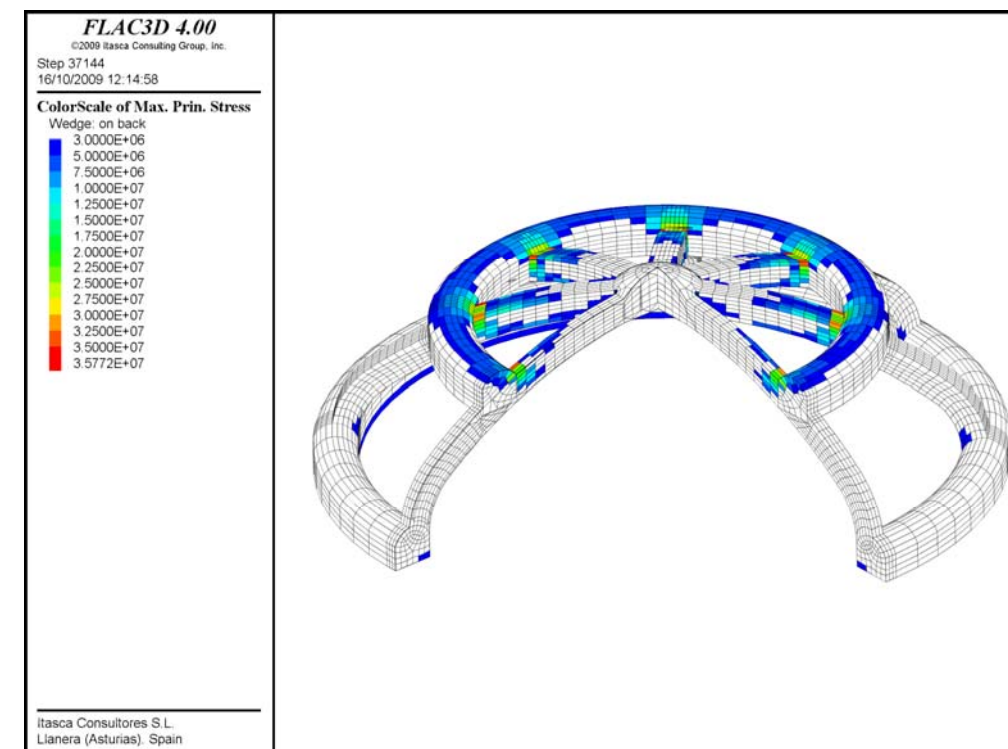 FLAC3D 4.00
©2009 Itasca Consulting Group, Inc.
Step 37144
16/10/2009 12:14:58
ColorScale of Max. Prin. Stress
Wedge: on back
3.0000E+06
5.0000E+06
7.5000E+06
1.0000E+07
1.2500E+07
1.5000E+07
1.7500E+07
2.0000E+07
2.2500E+07
2.5000E+07
2.7500E+07
3.0000E+07
3.2500E+07
3.5000E+07
3.5772E+07
Itasca Consultores S.L.
Llanera (Asturias). Spain